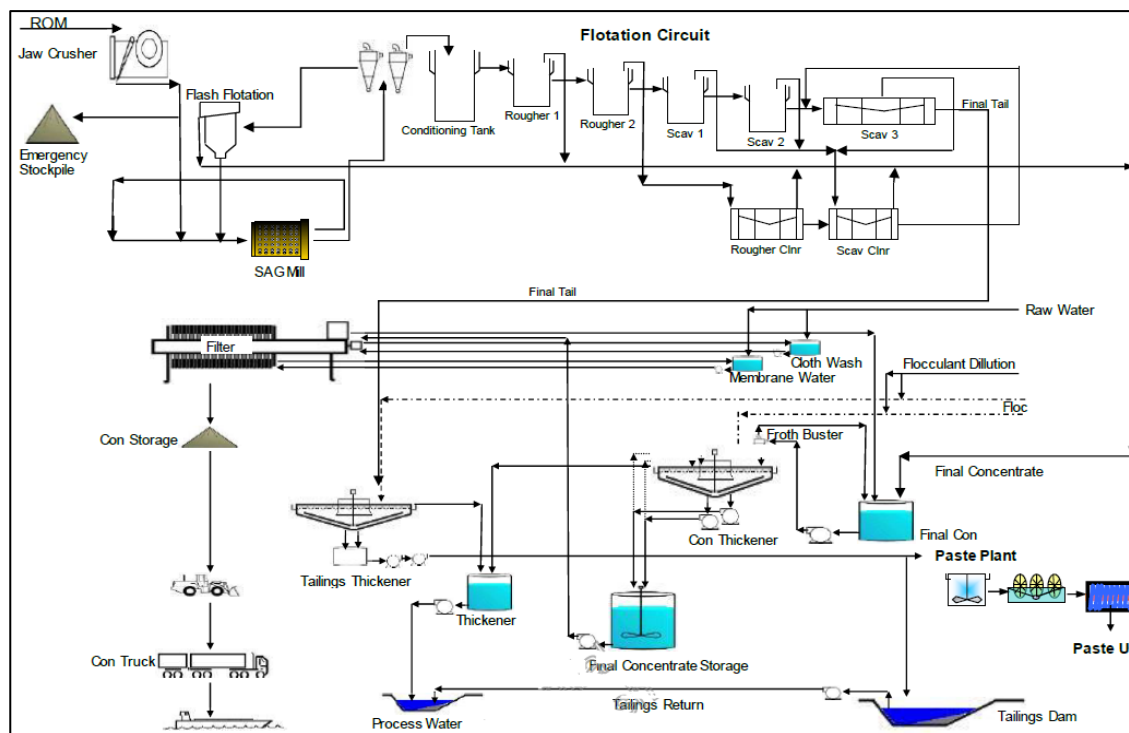 ROM
Jaw Crusher
Flotation Circuit
Flash Flotation
Emergency
Stockpile
Conditioning Tank
Rougher 1
Rougher 2
Scav 1
Scav 2
Scav 3
Final Tail
Rougher Clnr
Scav Clnr
SAG Mill
Final Tail
Raw Water
Filter
Cloth Wash
Membrane Water
Flocculant Dilution
Floc
Con Storage
Froth Buster
Final Concentrate
Final Con
Con Thickener
Tailings Thickener
Paste Plant
Thickener
Paste U
Final Concentrate Storage
Con Truck
Tailings Return
Process Water
Tailings Dam